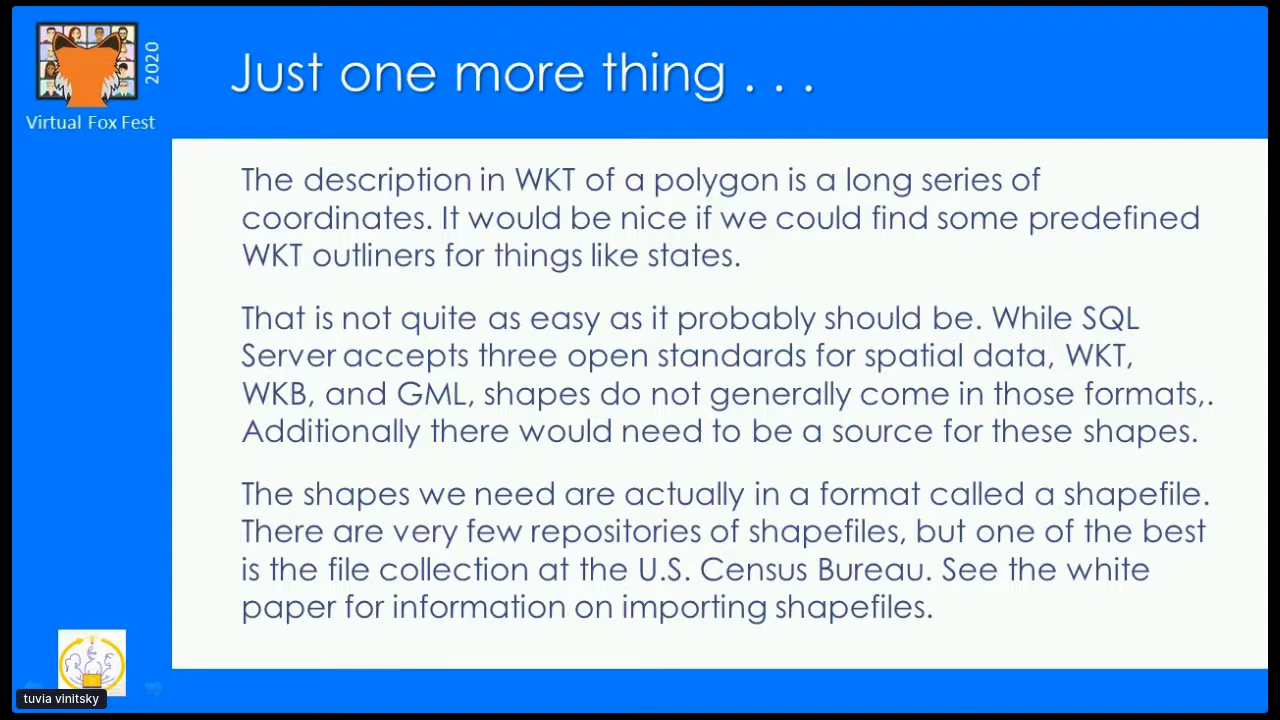 2020
Virtual Fox Fest
Just one more thing . . .
The description in WKT of a polygon is a long series of
coordinates. It would be nice if we could find some predefined
WKT outliners for things like states.
That is not quite as easy as it probably should be. While SQL
Server accepts three open standards for spatial data, WKT,
WKB, and GML, shapes do not generally come in those formats,.
Additionally there would need to be a source for these shapes.
The shapes we need are actually in a format called a shapefile.
There are very few repositories of shapefiles, but one of the best
is the file collection at the U.S. Census Bureau. See the white
paper for information on importing shapefiles.
tuvia vinitsky